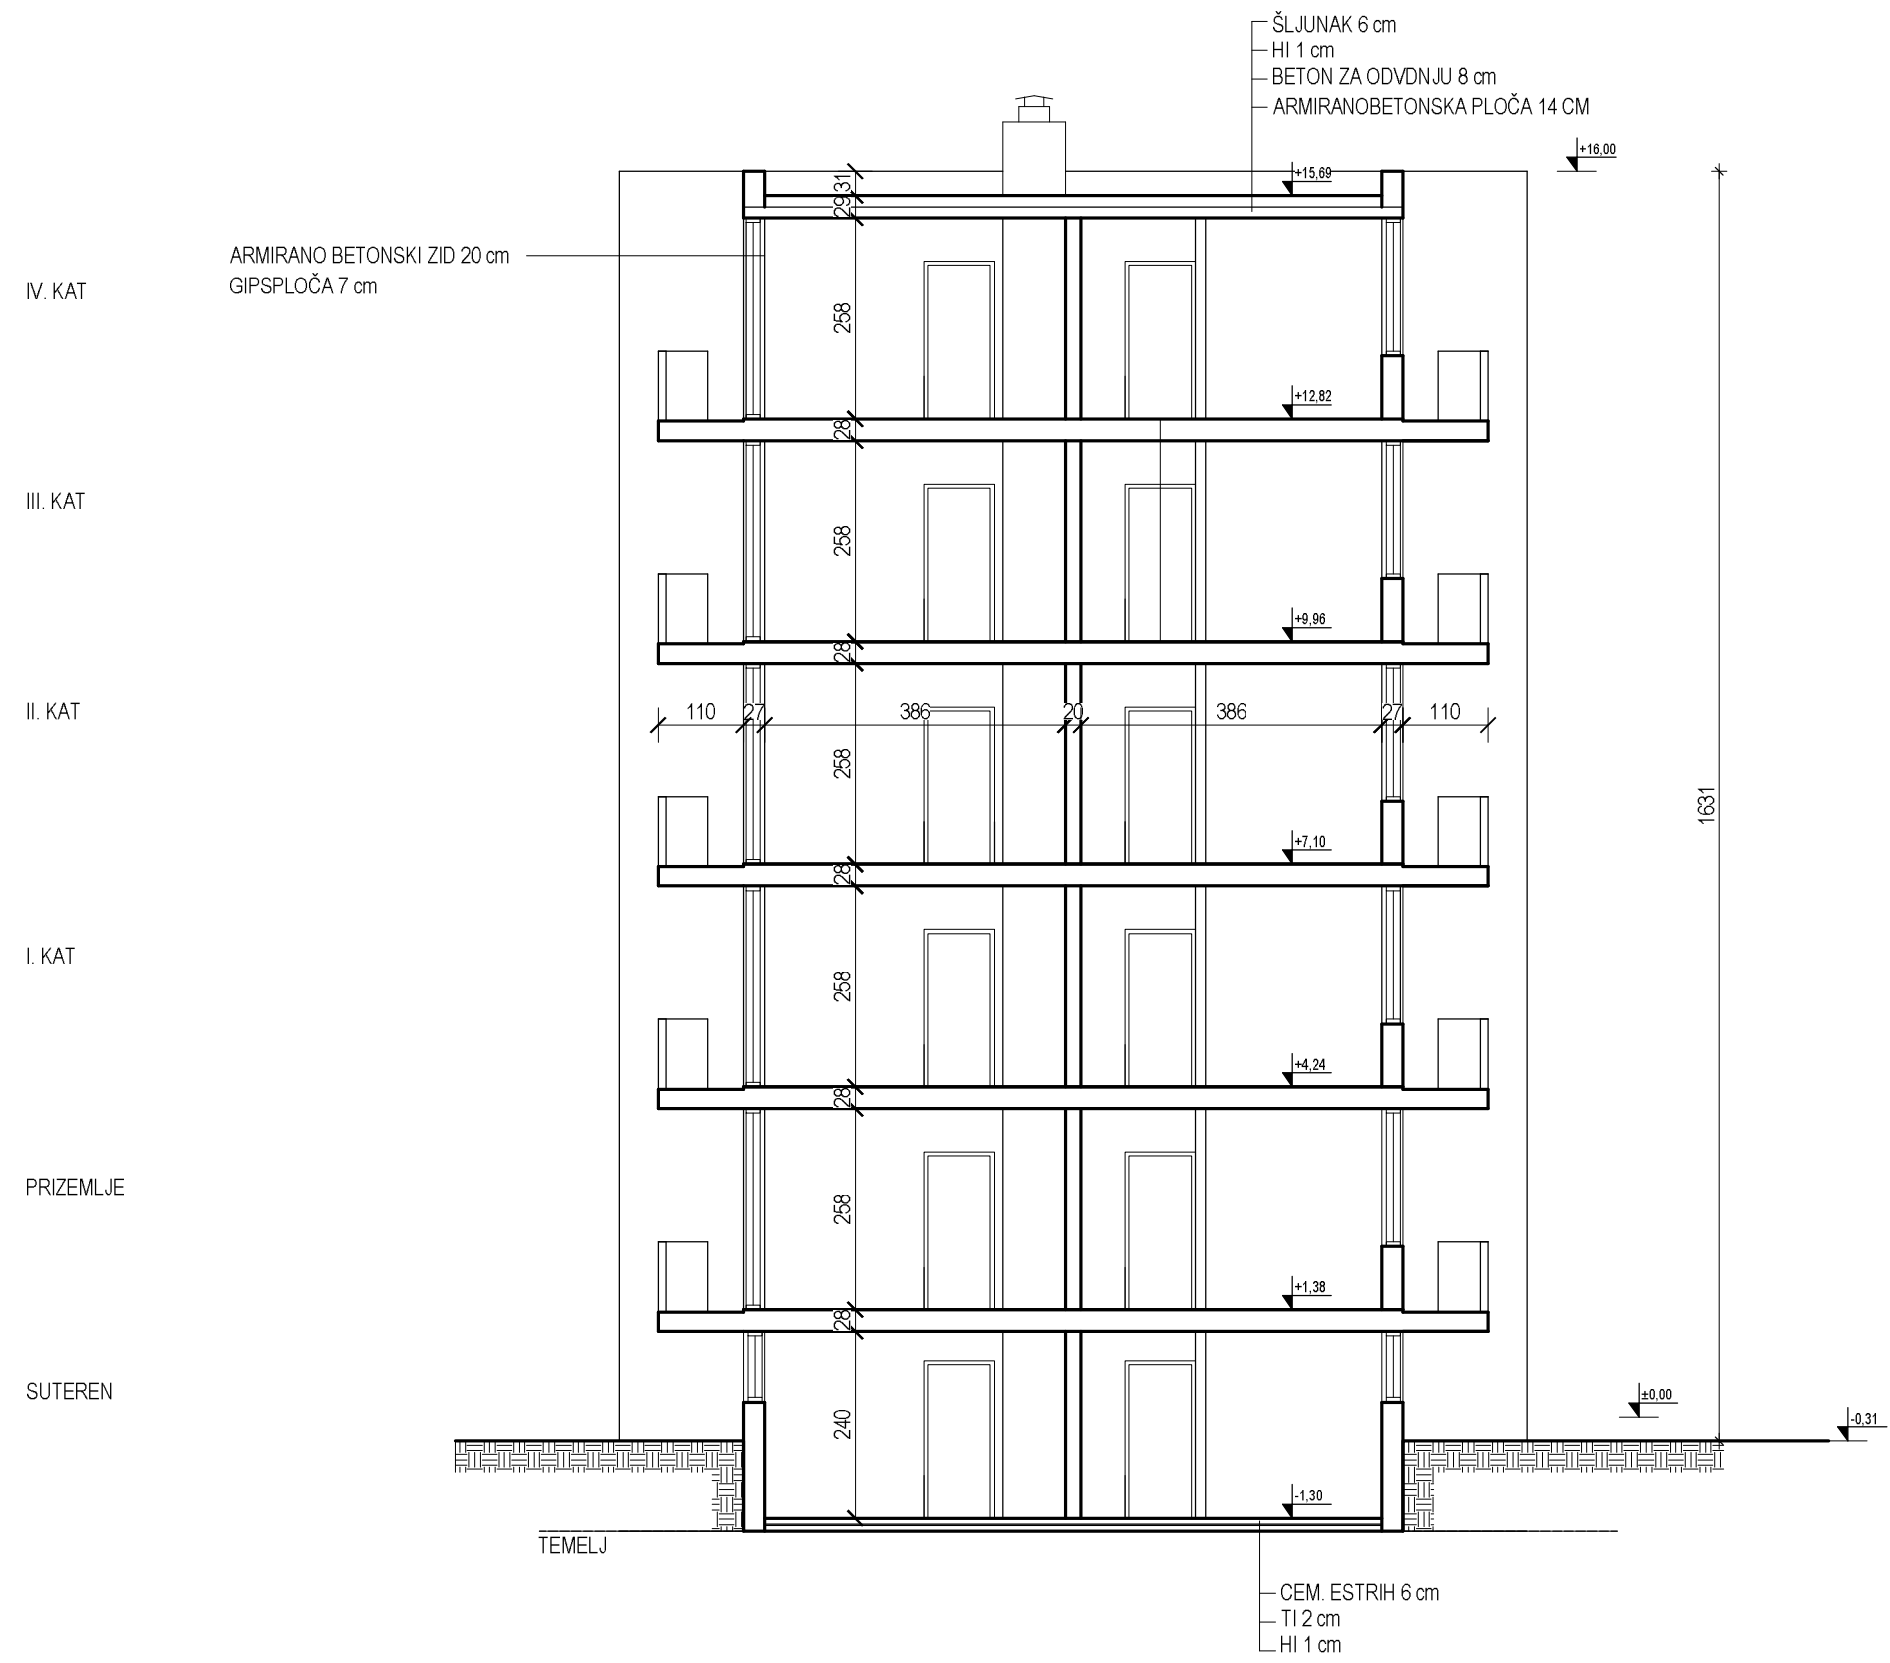 ŠLJUNAK 6 cm
HI 1 cm
BETON ZA ODVDNJU 8 cm
ARMIRANOBETONSKA PLOČA 14 CM
+16,00
+15,69
31
29
ARMIRANO BETONSKI ZID 20 cm
GIPSPLOČA 7 cm
IV. KAT
258
+12,82
28
III. KAT
258
+9,96
28
II. KAT
110
27
386
20
386
27
110
258
1631
+7,10
28
I. KAT
258
+4,24
28
PRIZEMLJE
258
+1,38
28
SUTEREN
240
±0,00
-0,31
-1,30
TEMELJ
CEM. ESTRIH 6 cm
TI 2 cm
HI 1 cm